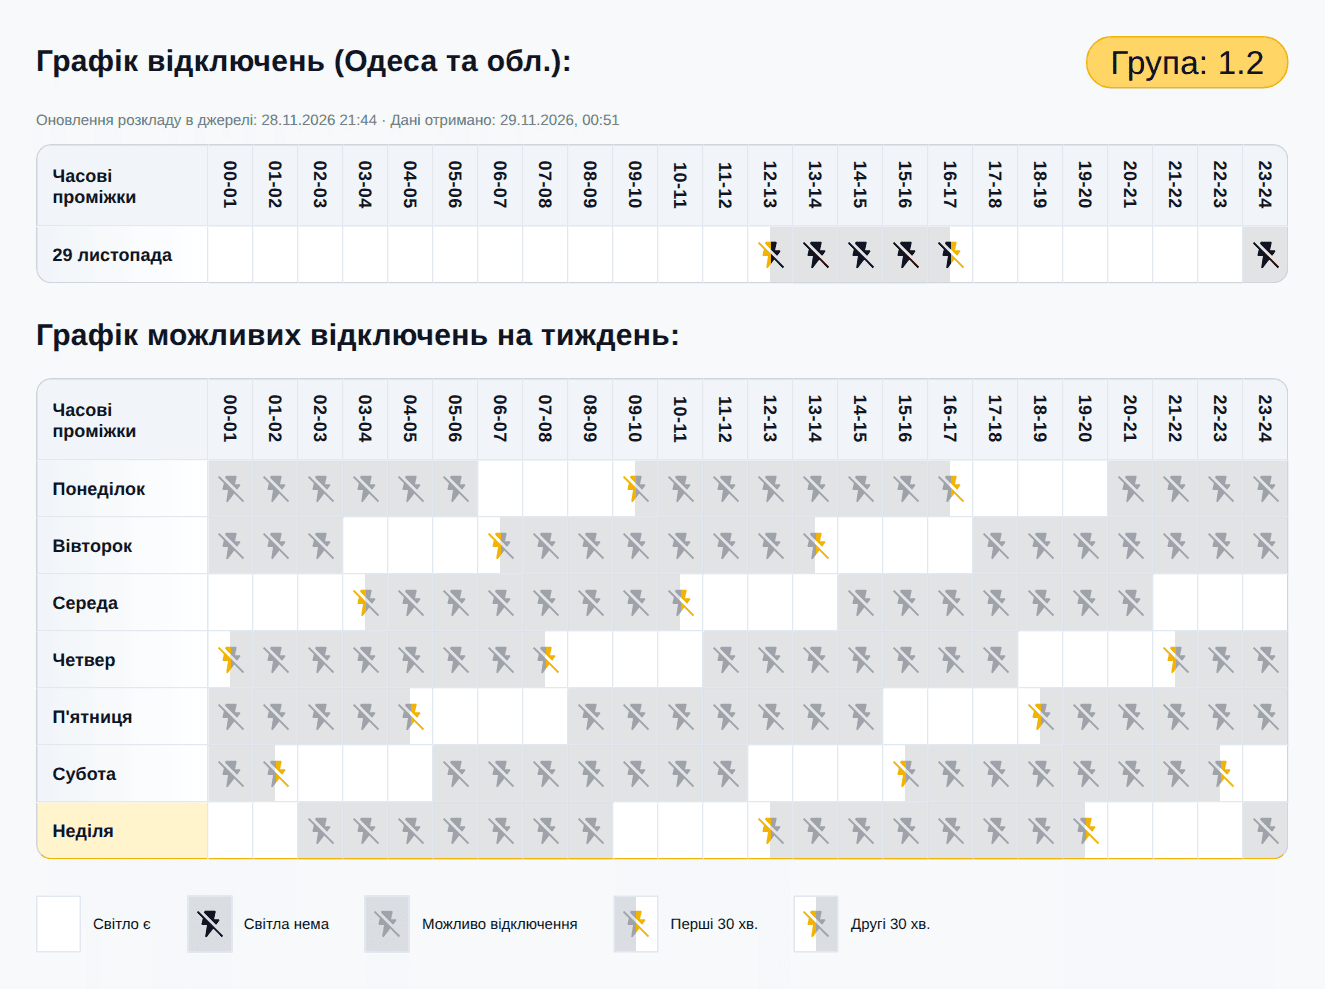 Графік відключень (Одеса та обл.):
Група: 1.2
Оновлення розкладу в джерелі: 28.11.2026 21:44 · Дані отримано: 29.11.2026, 00:51
Часові проміжки 00-01 01-02 02-03 03-04 04-05 05-06 06-07 07-08 08-09 09-10 10-11 11-12 12-13 13-14 14-15 15-16 16-17 17-18 18-19 19-20 20-21 21-22 22-23 23-24
29 листопада
Графік можливих відключень на тиждень:
Часові проміжки 00-01 01-02 02-03 03-04 04-05 05-06 06-07 07-08 08-09 09-10 10-11 11-12 12-13 13-14 14-15 15-16 16-17 17-18 18-19 19-20 20-21 21-22 22-23 23-24
Понеділок
Вівторок
Середа
Четвер
П'ятниця
Субота
Неділя
Світло є Світла нема Можливо відключення Перші 30 хв. Другі 30 хв.